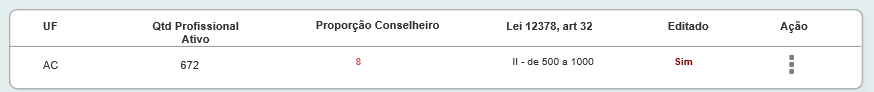 UF Qtd Profissional Ativo Proporção Conselheiro Lei 12378, art 32 Editado Ação
AC 672 8 II - de 500 a 1000 Sim